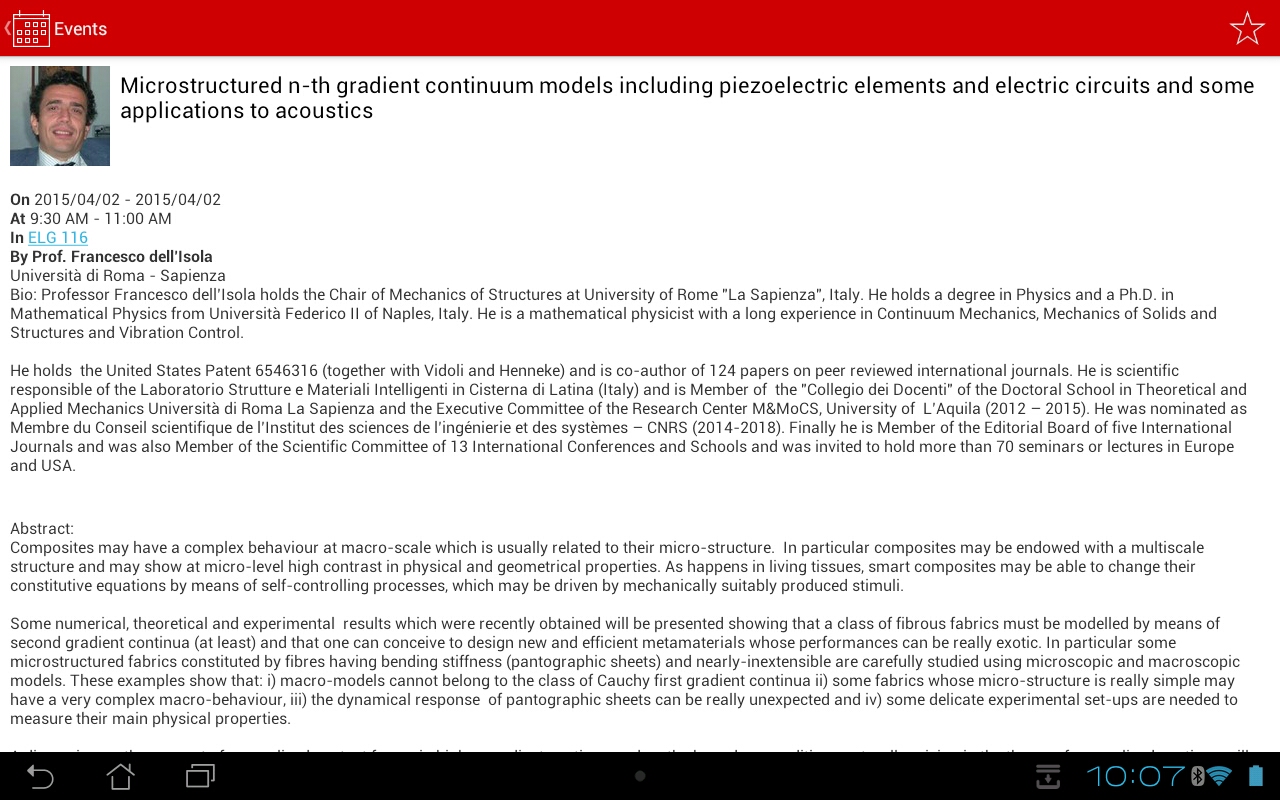 Events
Microstructured n-th gradient continuum models including piezoelectric elements and electric circuits and some
applications to acoustics
On 2015/04/02 - 2015/04/02
At 9:30 AM - 11:00 AM
In ELG 116
By Prof. Francesco dell'Isola
Università di Roma - Sapienza
Bio: Professor Francesco dell'Isola holds the Chair of Mechanics of Structures at University of Rome "La Sapienza", Italy. He holds a degree in Physics and a Ph.D. in
Mathematical Physics from Università Federico II of Naples, Italy. He is a mathematical physicist with a long experience in Continuum Mechanics, Mechanics of Solids and
Structures and Vibration Control.
He holds  the United States Patent 6546316 (together with Vidoli and Henneke) and is co-author of 124 papers on peer reviewed international journals. He is scientific
responsible of the Laboratorio Strutture e Materiali Intelligenti in Cisterna di Latina (Italy) and is Member of  the "Collegio dei Docenti" of the Doctoral School in Theoretical and
Applied Mechanics Università di Roma La Sapienza and the Executive Committee of the Research Center M&MoCS, University of  L'Aquila (2012 – 2015). He was nominated as
Membre du Conseil scientifique de l'Institut des sciences de l'ingénierie et des systèmes – CNRS (2014-2018). Finally he is Member of the Editorial Board of five International
Journals and was also Member of the Scientific Committee of 13 International Conferences and Schools and was invited to hold more than 70 seminars or lectures in Europe
and USA.
Abstract:
Composites may have a complex behaviour at macro-scale which is usually related to their micro-structure.  In particular composites may be endowed with a multiscale
structure and may show at micro-level high contrast in physical and geometrical properties. As happens in living tissues, smart composites may be able to change their
constitutive equations by means of self-controlling processes, which may be driven by mechanically suitably produced stimuli.
Some numerical, theoretical and experimental  results which were recently obtained will be presented showing that a class of fibrous fabrics must be modelled by means of
second gradient continua (at least) and that one can conceive to design new and efficient metamaterials whose performances can be really exotic. In particular some
microstructured fabrics constituted by fibres having bending stiffness (pantographic sheets) and nearly-inextensible are carefully studied using microscopic and macroscopic
models. These examples show that: i) macro-models cannot belong to the class of Cauchy first gradient continua ii) some fabrics whose micro-structure is really simple may
have a very complex macro-behaviour, iii) the dynamical response  of pantographic sheets can be really unexpected and iv) some delicate experimental set-ups are needed to
measure their main physical properties.
10:07